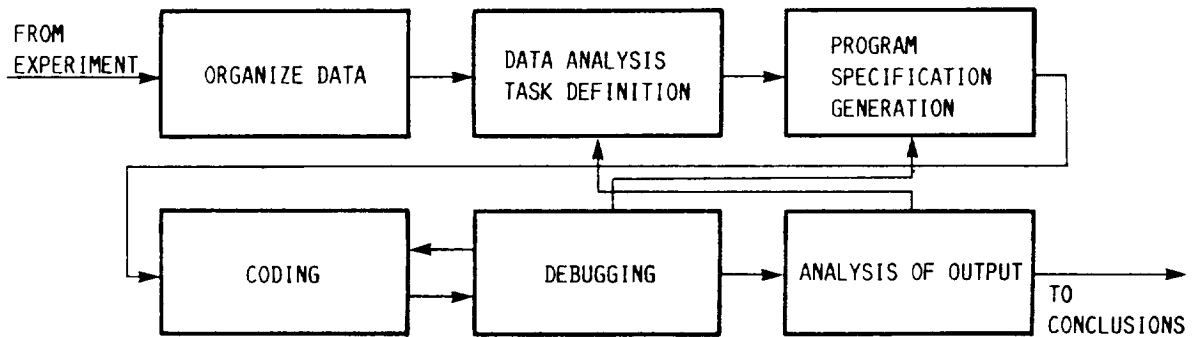 FROM
EXPERIMENT
ORGANIZE DATA
DATA ANALYSIS
TASK DEFINITION
PROGRAM
SPECIFICATION
GENERATION
CODING
DEBUGGING
ANALYSIS OF OUTPUT
TO
CONCLUSIONS